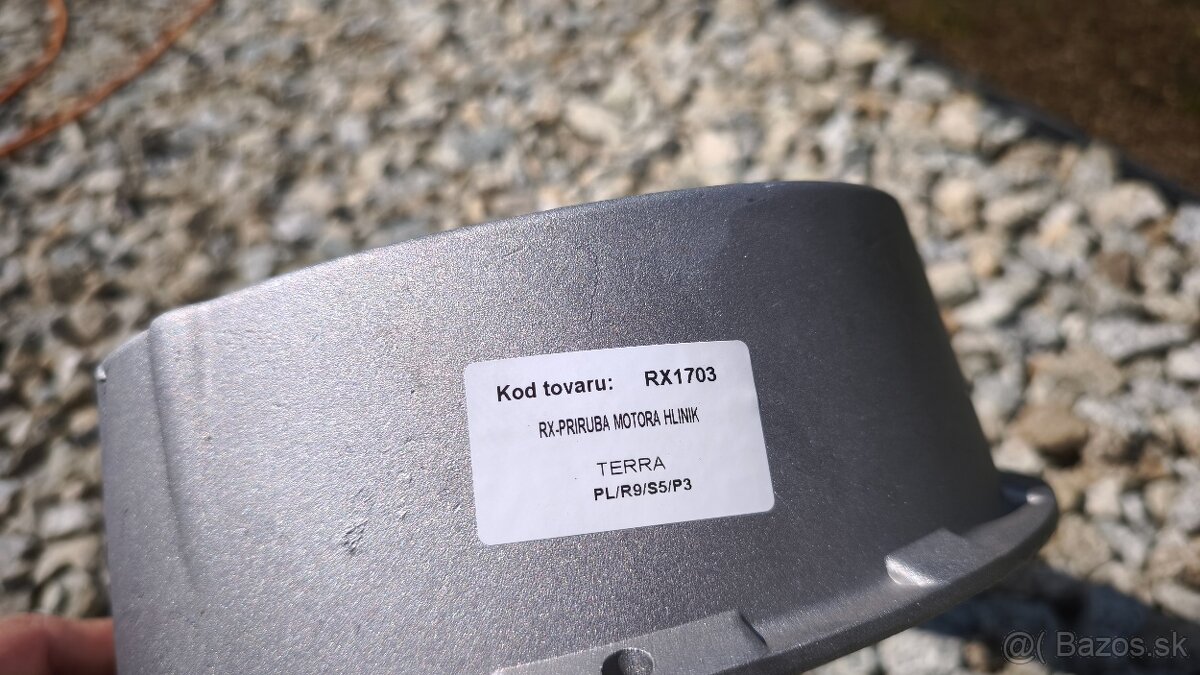 Kod tovaru: RX1703
RX-PRIRUBA MOTORA HLINIK
TERRA
PL/R9/S5/P3
@( Bazos.sk